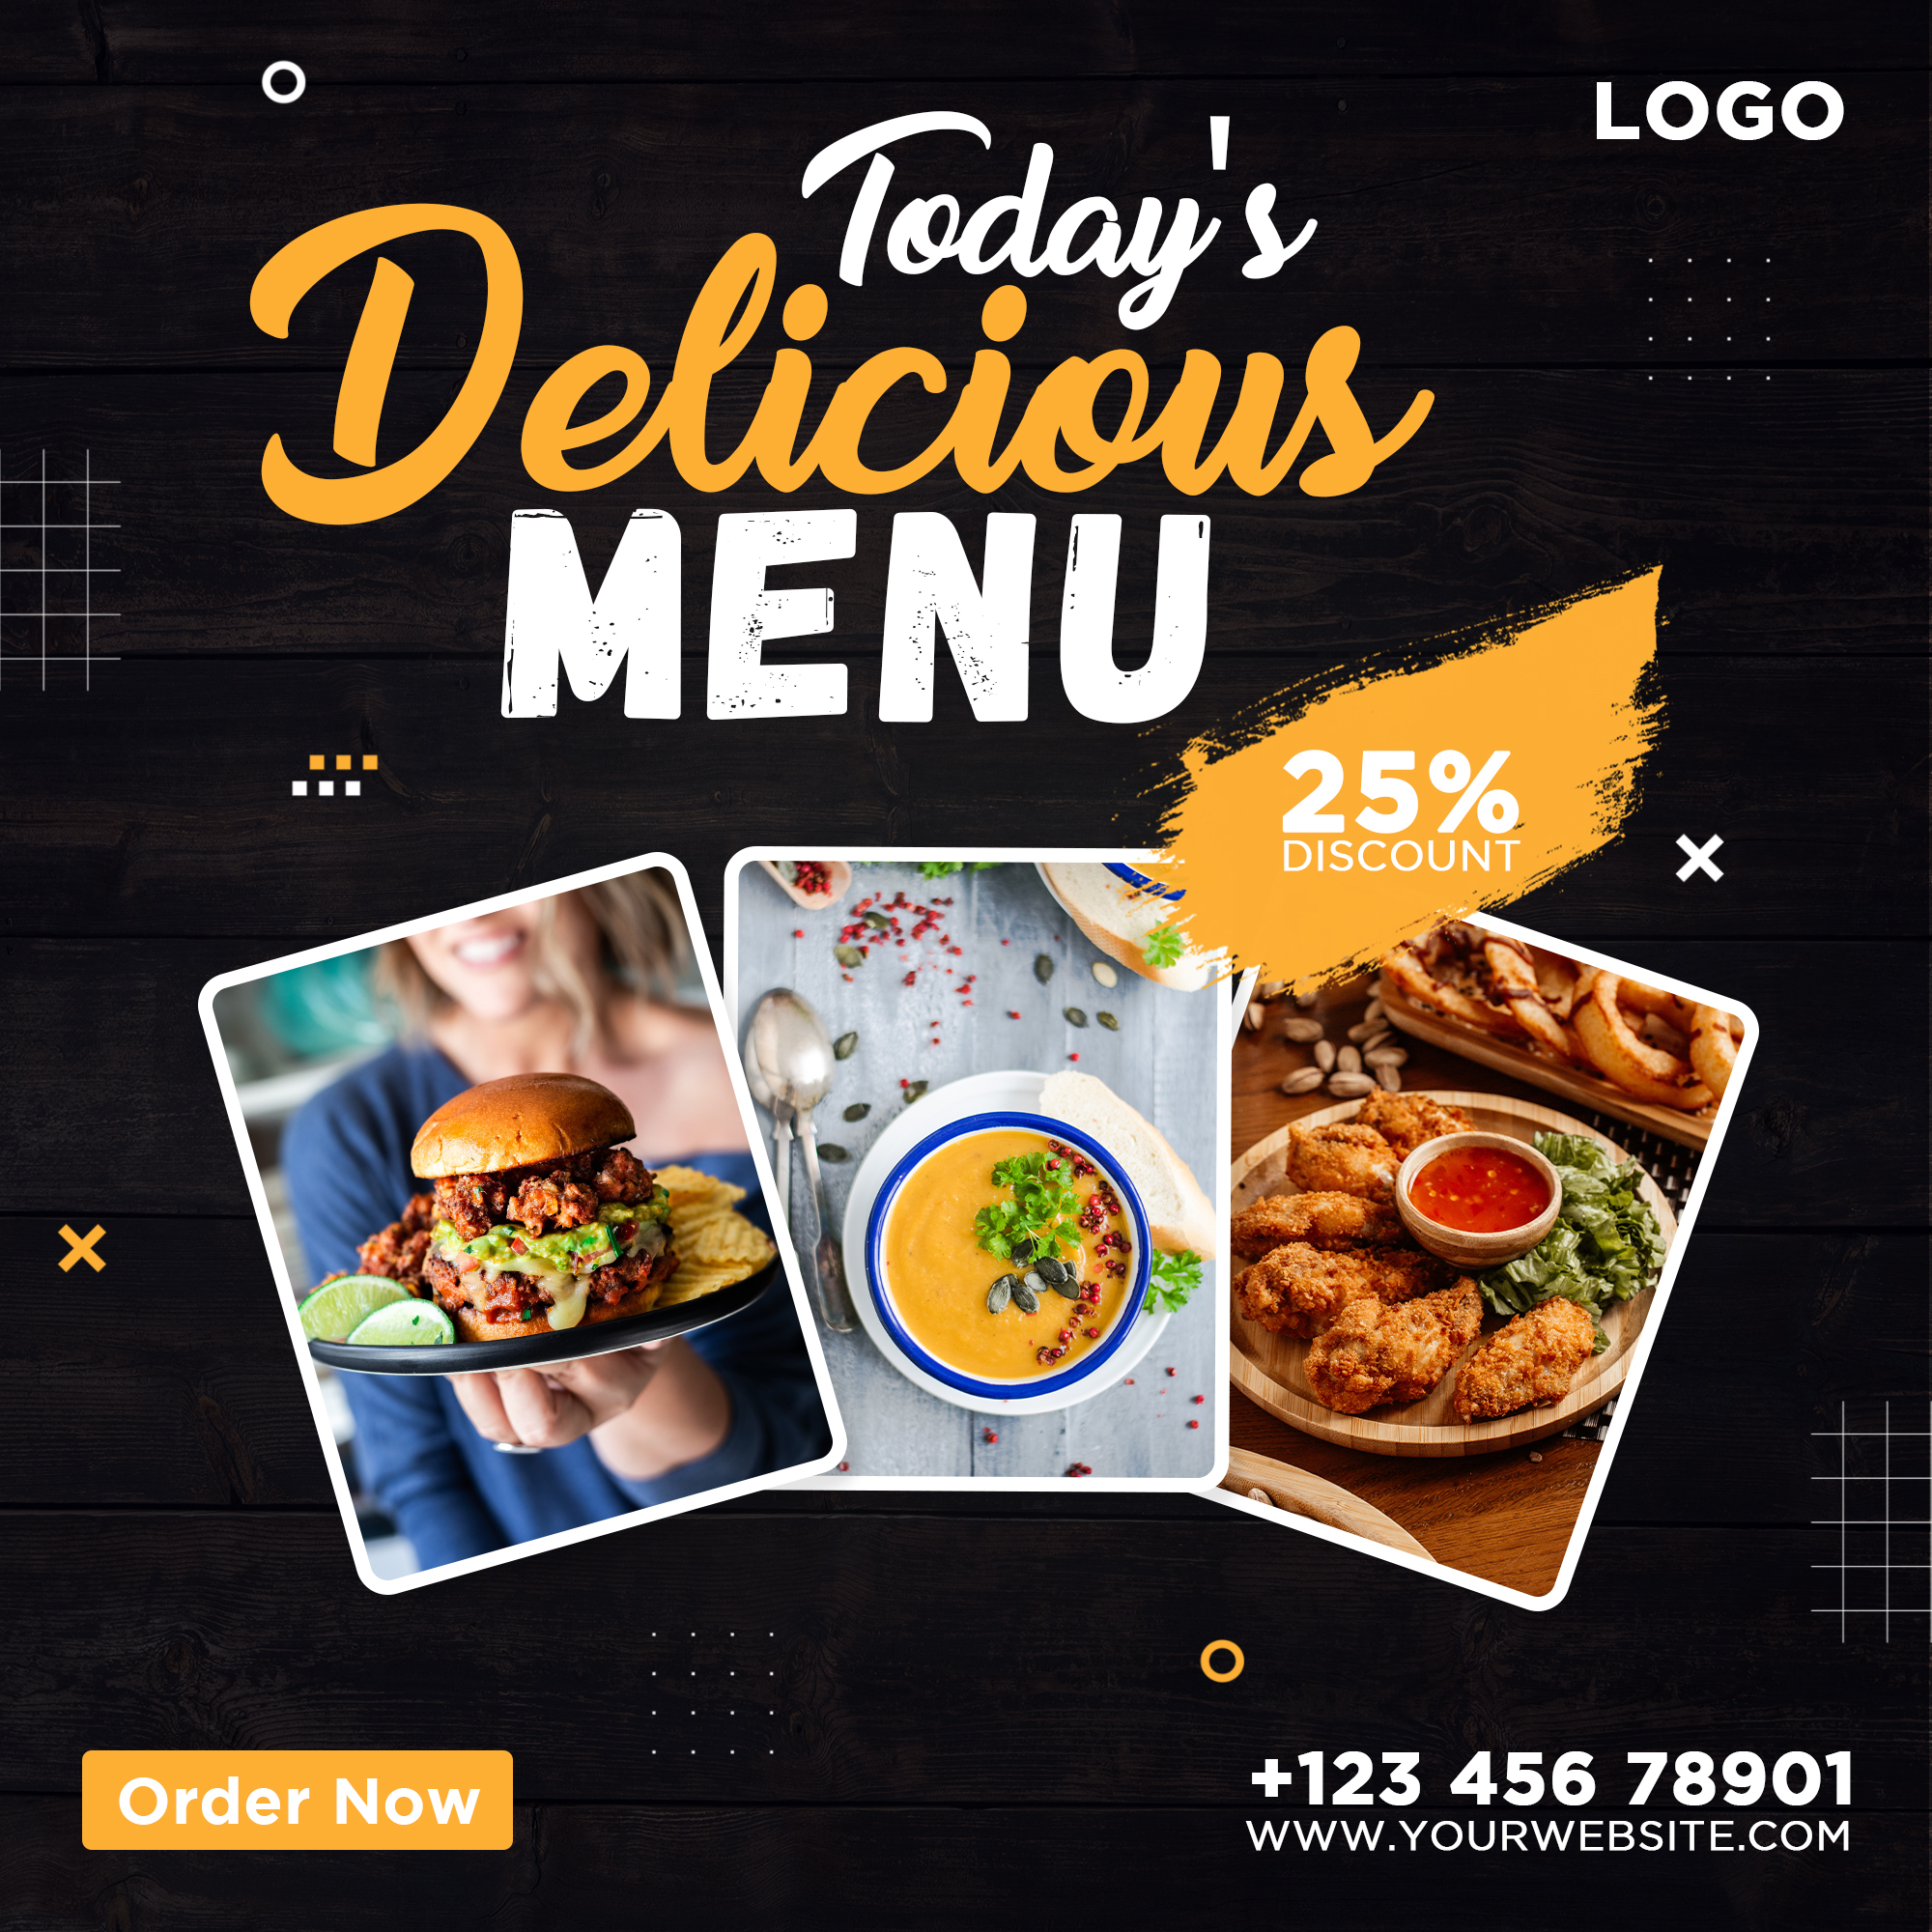 LOGO
Today's
Delicious
MENU
25%
DISCOUNT
Order Now
+123 456 78901
WWW.YOURWEBSITE.COM